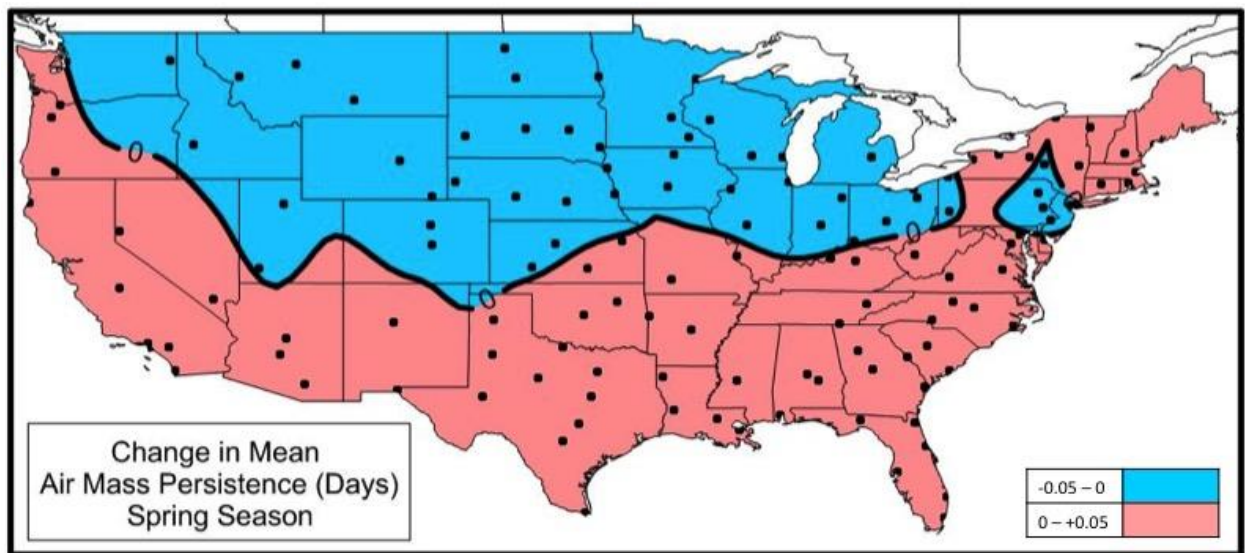 0
0
0
0
Change in Mean
Air Mass Persistence (Days)
Spring Season
-0.05 – 0
0 – +0.05